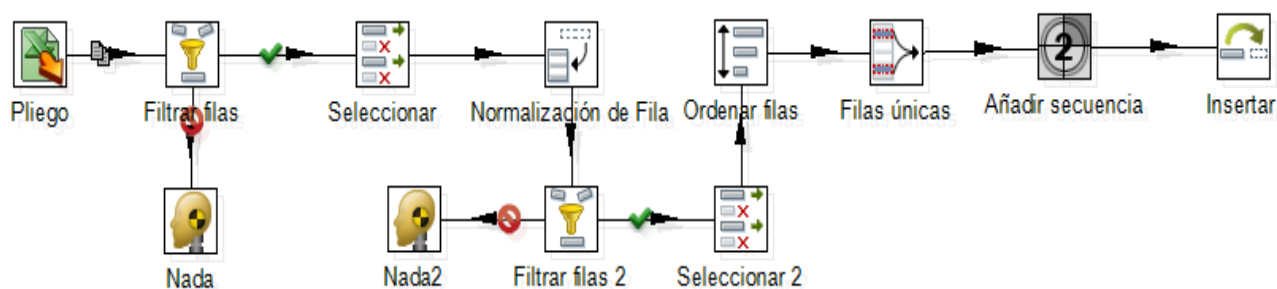 Pliego
Filtrar filas
Seleccionar
Normalización de Fila
Ordenar filas
Filas únicas
2
Añadir secuencia
Insertar
Nada
Nada2
Filtrar filas 2
Seleccionar 2